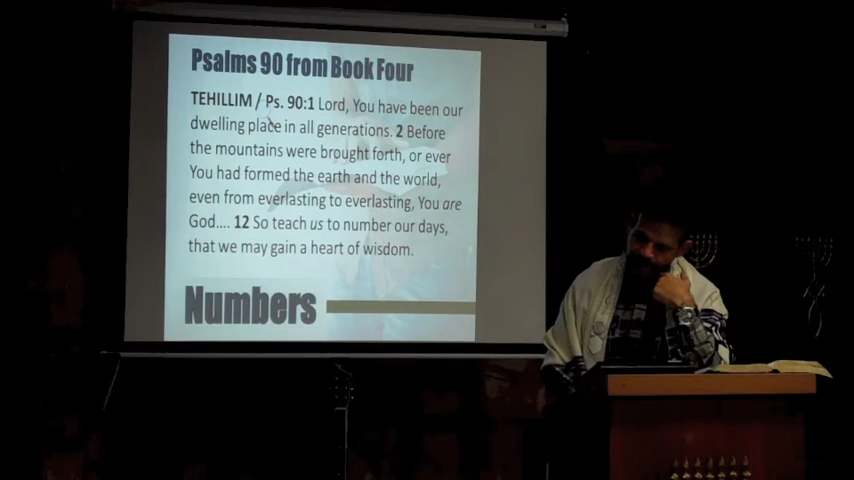 Psalms 90 from Book Four
TEHILLIM / Ps. 90:1 Lord, You have been our
dwelling place in all generations. 2 Before
the mountains were brought forth, or ever
You had formed the earth and the world,
even from everlasting to everlasting, You are
God.... 12 So teach us to number our days,
that we may gain a heart of wisdom.
Numbers